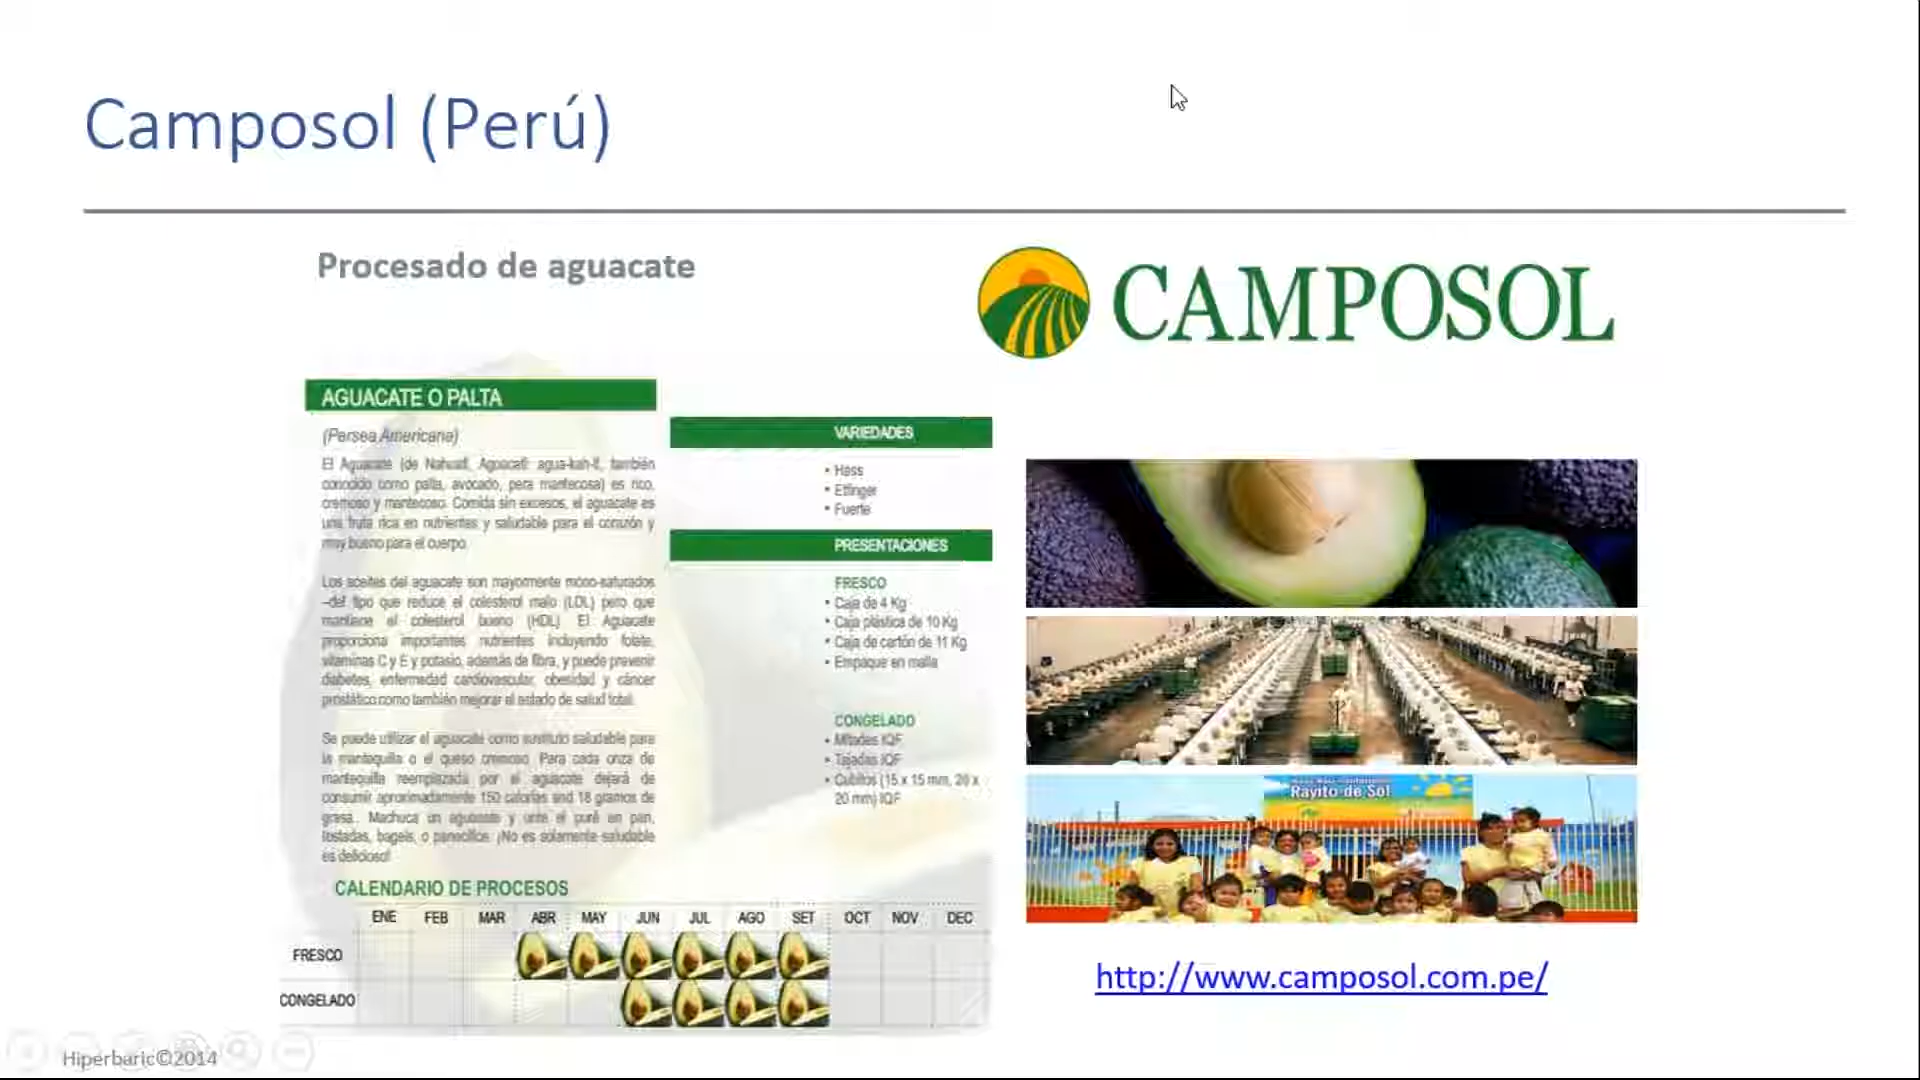 Camposol (Perú)
Procesado de aguacate
CAMPOSOL
AGUACATE O PALTA
(Persea Americana)
El Aguacate (de Nahuatl, Aguacatl: agua-kah-tl, también
conocido como palta, avocado, pera mantecosa) es rico,
cremoso y mantecoso. Comida sin excesos, el aguacate es
una fruta rica en nutrientes y saludable para el corazón y
muy bueno para el cuerpo.
Los aceites del aguacate son mayormente mono-saturados
–del tipo que reduce el colesterol malo (LDL) pero que
mantiene el colesterol bueno (HDL). El Aguacate
proporciona importantes nutrientes incluyendo folate,
vitaminas C y E y potasio, además de fibra, y puede prevenir
diabetes, enfermedad cardiovascular, obesidad y cáncer
prostático como también mejorar el estado de salud total.
Se puede utilizar el aguacate como sustituto saludable para
la mantequilla o el queso cremoso. Para cada onza de
mantequilla reemplazada por el aguacate dejará de
consumir aproximadamente 150 calorías and 18 gramos de
grasa. Machuca un aguacate y unte el puré en pan,
tostadas, bagels, o panecillos. ¡No es solamente saludable
es delicioso!
VARIEDADES
• Hass
• Ettinger
• Fuerte
PRESENTACIONES
FRESCO
• Caja de 4 Kg
• Caja plástica de 10 Kg
• Caja de cartón de 11 Kg
• Empaque en malla
CONGELADO
• Mitades IQF
• Tajadas IQF
• Cubitos (15 x 15 mm, 20 x
20 mm) IQF
CALENDARIO DE PROCESOS
ENE FEB MAR ABR MAY JUN JUL AGO SET OCT NOV DEC
FRESCO
CONGELADO
Rayito de Sol
http://www.camposol.com.pe/
Hiperbaric©2014